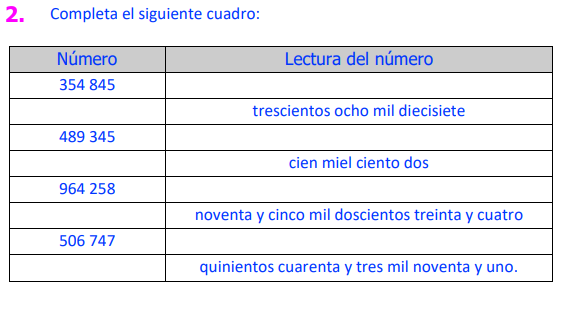 2. Completa el siguiente cuadro:
Número Lectura del número
354 845
trescientos ocho mil diecisiete
489 345
cien miel ciento dos
964 258
noventa y cinco mil doscientos treinta y cuatro
506 747
quinientos cuarenta y tres mil noventa y uno.